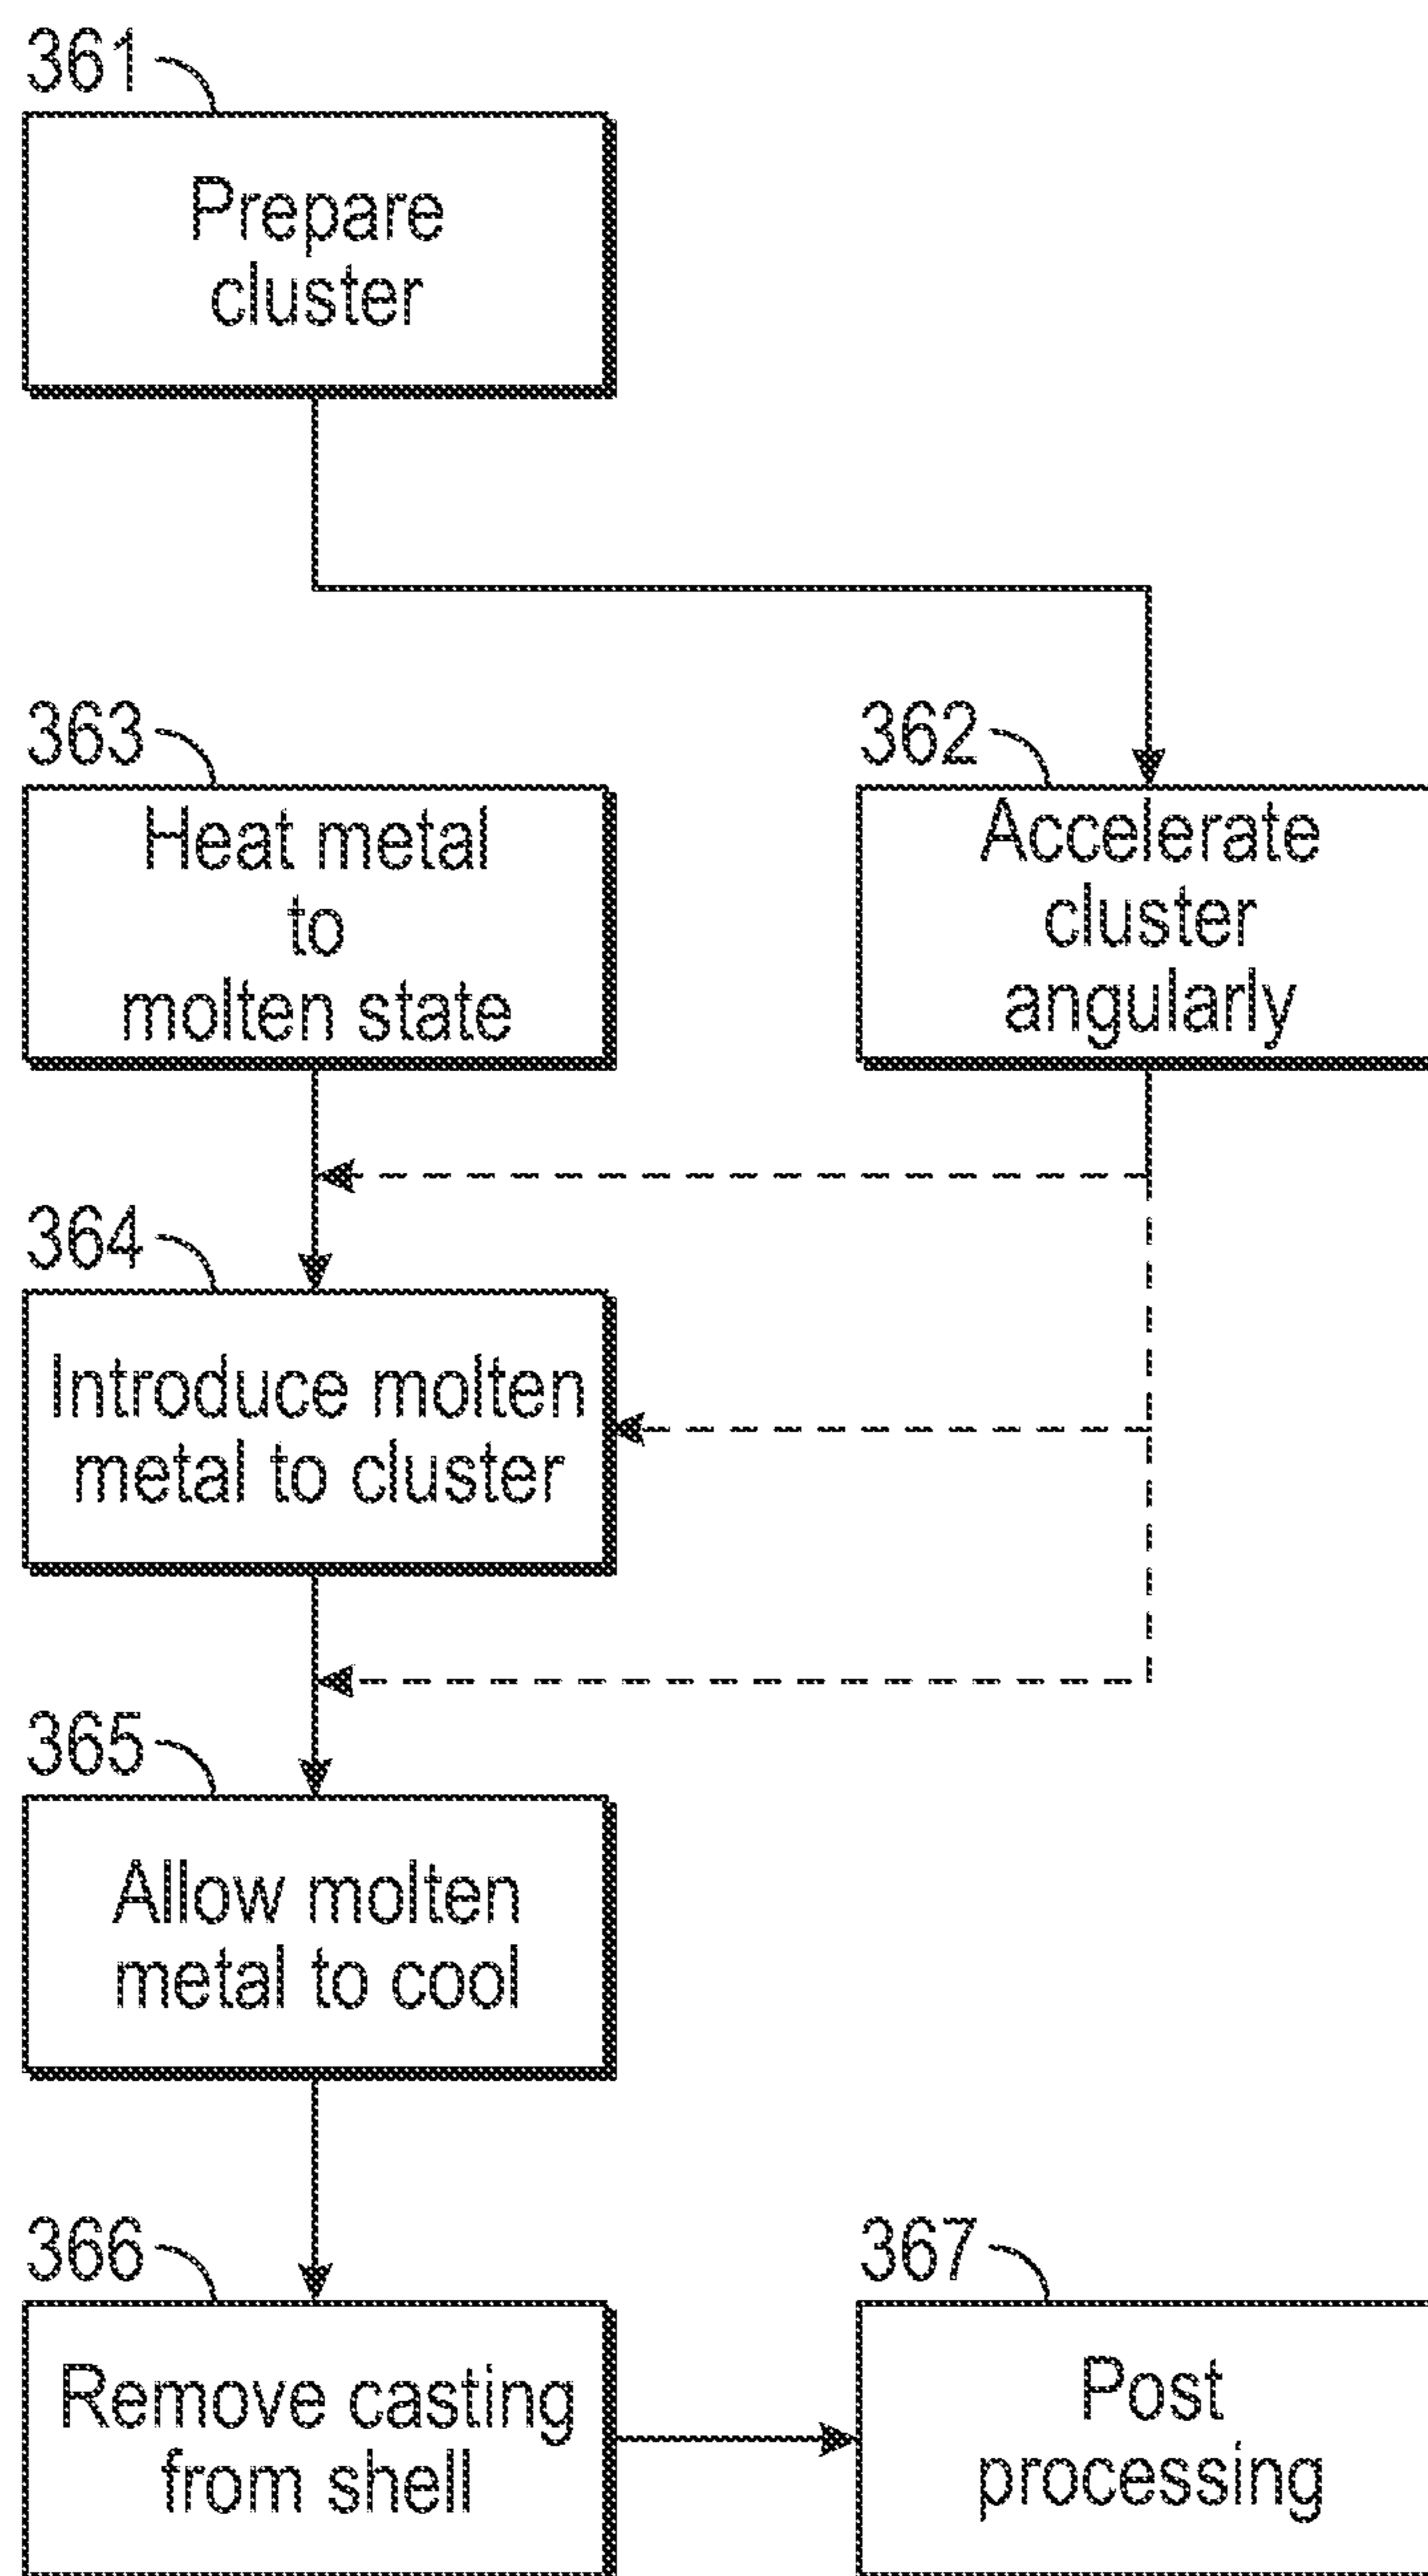 361
Prepare
cluster
363
Heat metal
to
molten state
362
Accelerate
cluster
angularly
364
Introduce molten
metal to cluster
365
Allow molten
metal to cool
366
Remove casting
from shell
367
Post
processing